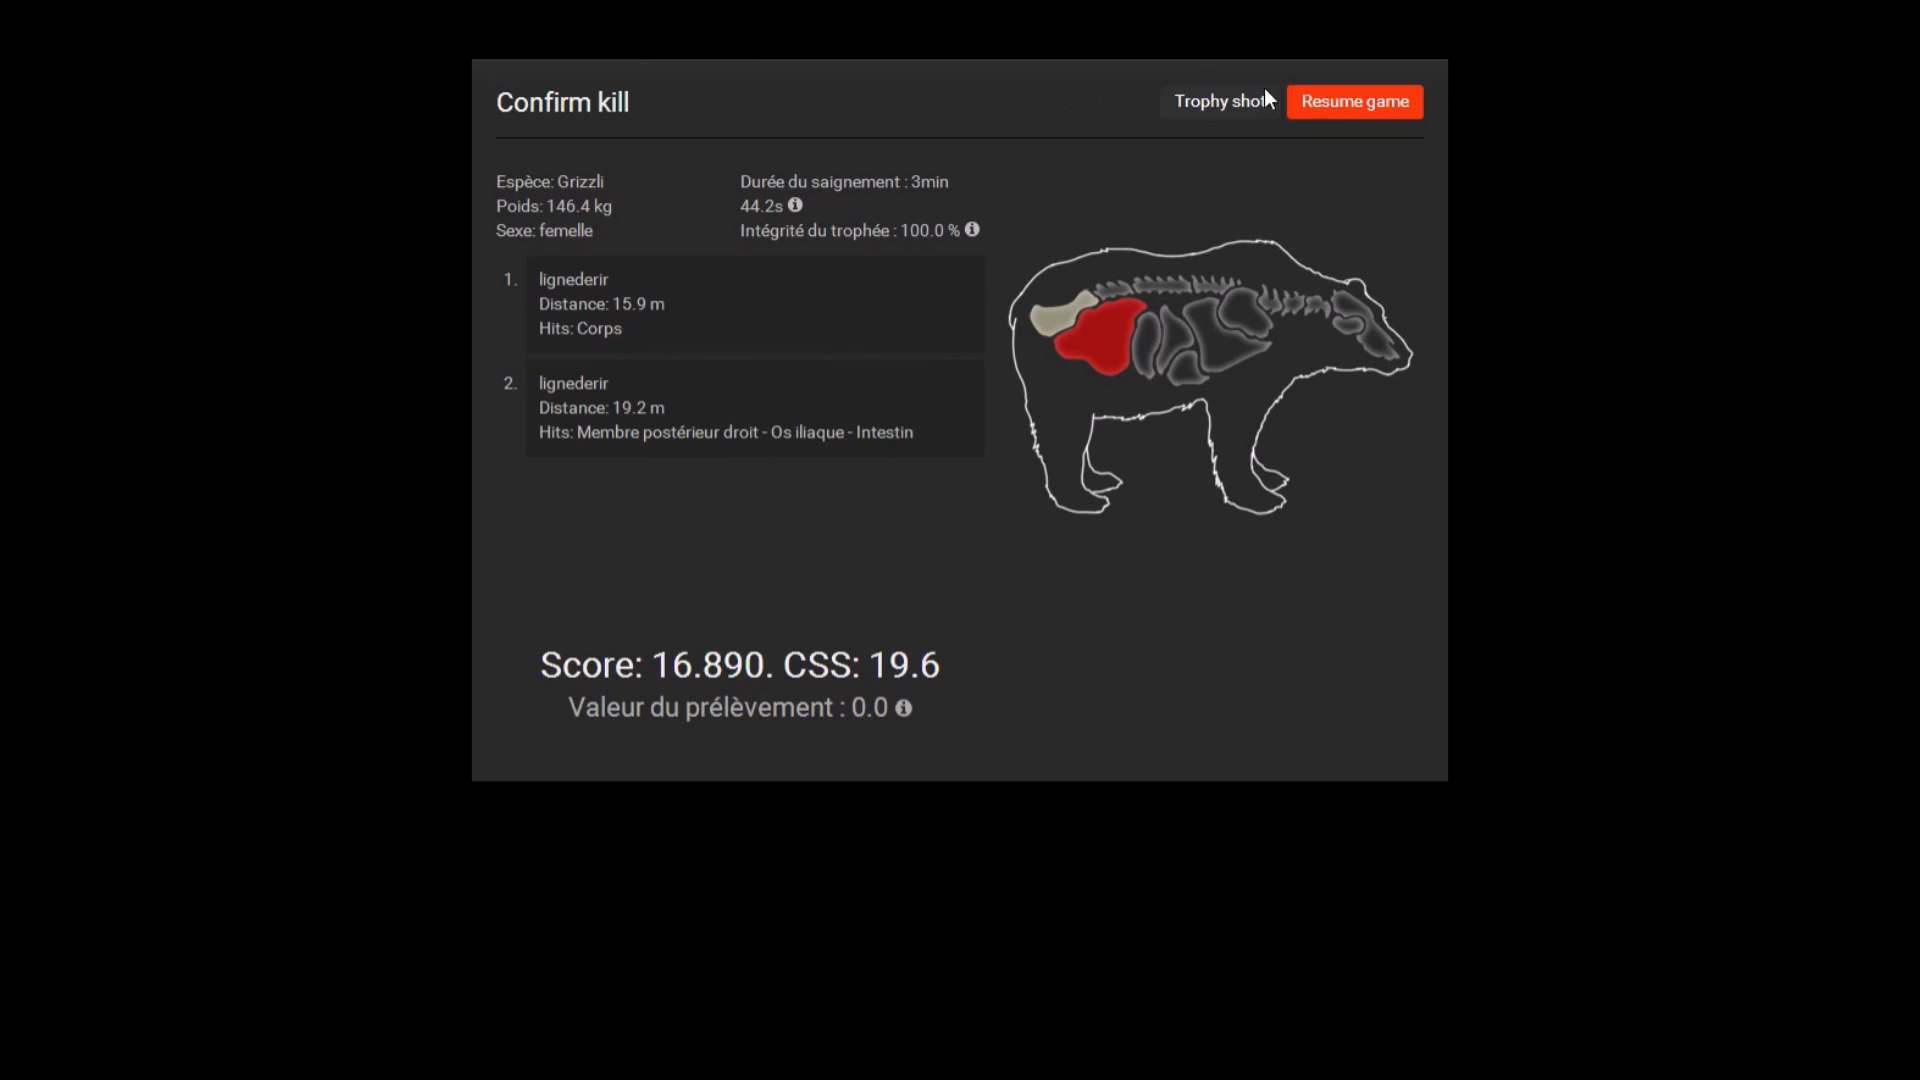 Confirm kill
Trophy shot
Resume game
Espèce: Grizzli
Poids: 146.4 kg
Sexe: femelle
Durée du saignement : 3min
44.2s
Intégrité du trophée : 100.0 %
1. lignederir
Distance: 15.9 m
Hits: Corps
2. lignederir
Distance: 19.2 m
Hits: Membre postérieur droit - Os iliaque - Intestin
Score: 16.890. CSS: 19.6
Valeur du prélèvement : 0.0